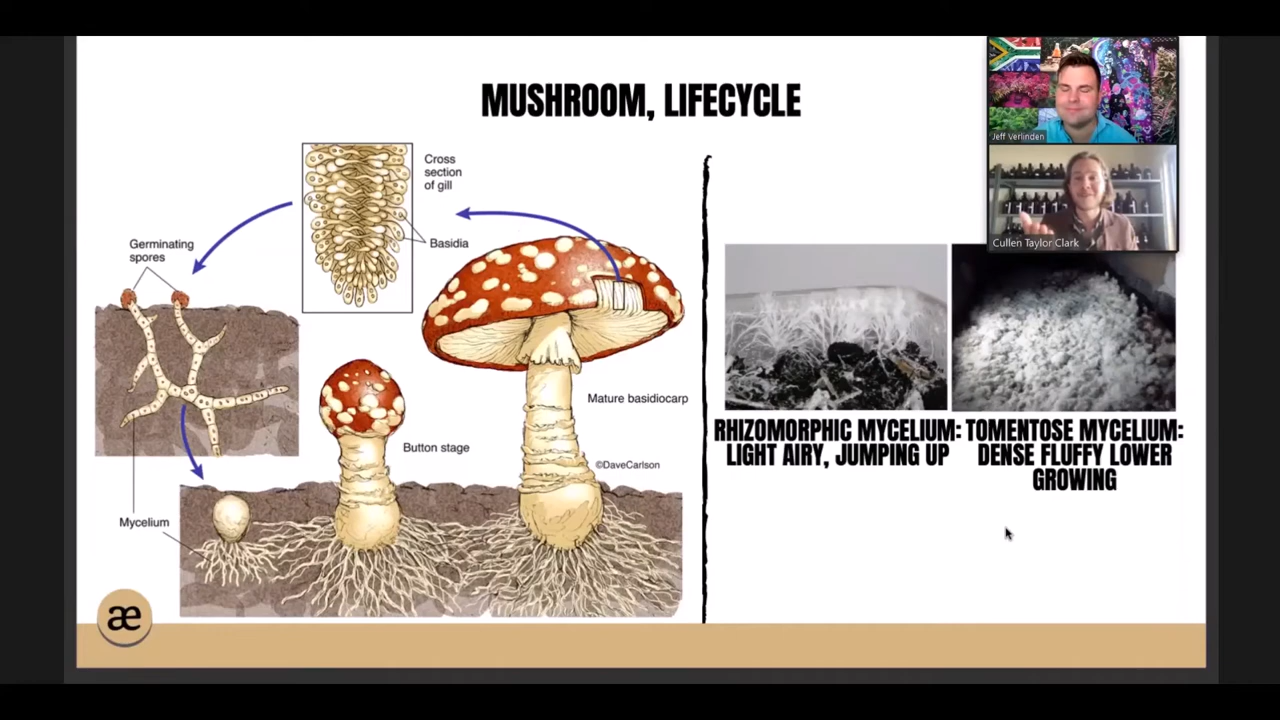 MUSHROOM, LIFECYCLE
Jeff Verlinden
Cullen Taylor Clark
Cross
section
of gill
Basidia
Germinating
spores
Mature basidiocarp
Button stage
©DaveCarlson
Mycelium
RHIZOMORPHIC MYCELIUM:
LIGHT AIRY, JUMPING UP
TOMENTOSE MYCELIUM:
DENSE FLUFFY LOWER
GROWING
æ